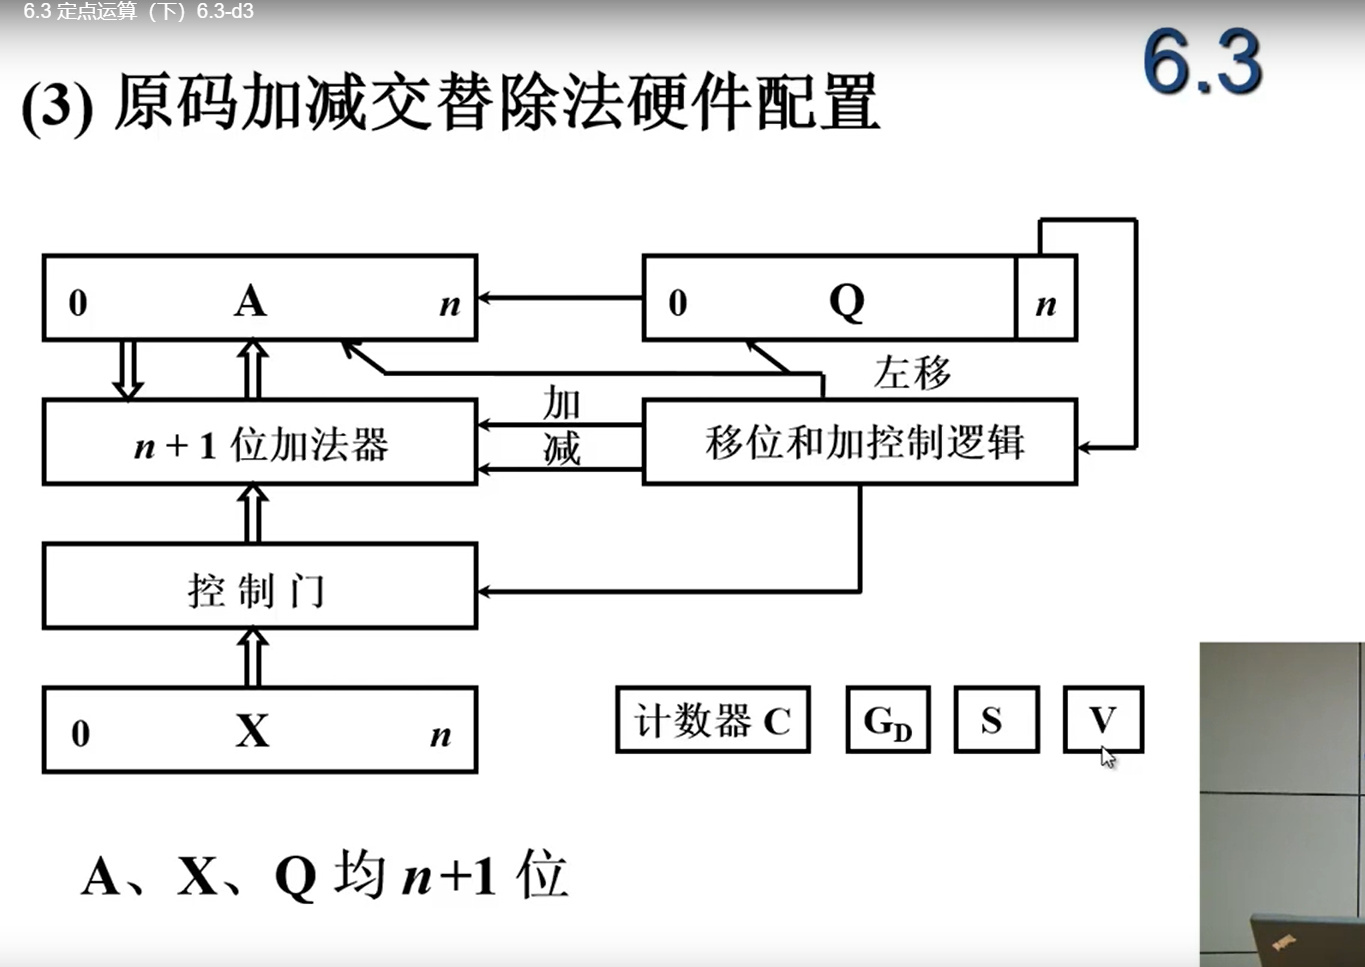 6.3 定点运算（下）6.3-d3
6.3
(3) 原码加减交替除法硬件配置
0 A n
0 Q n
左移
加
减
n + 1 位加法器
移位和加控制逻辑
控 制 门
0 X n
计数器 C
GD
S
V
A、X、Q 均 n+1 位